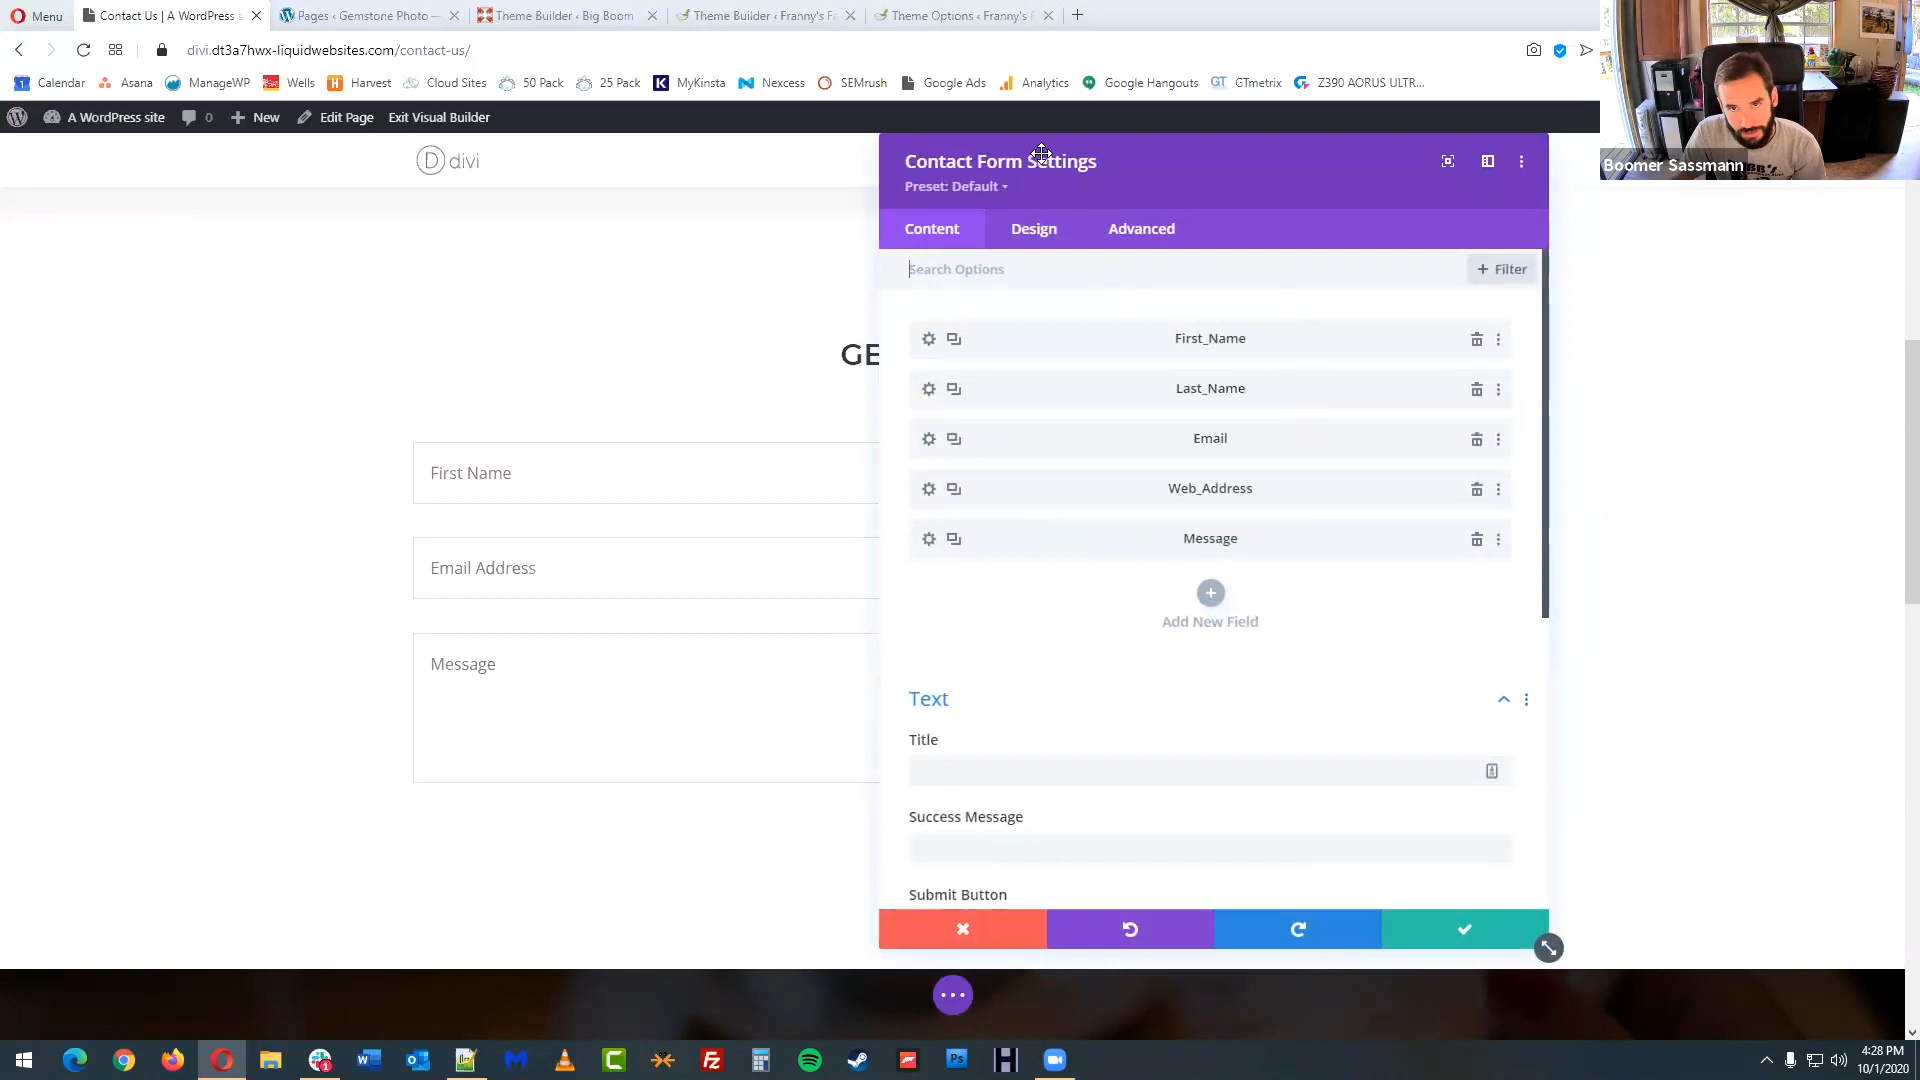 Menu
Contact Us | A WordPress
Pages ‹ Gemstone Photo —
Theme Builder ‹ Big Boom
Theme Builder ‹ Franny's F
Theme Options ‹ Franny's F
divi.dt3a7hwx-liquidwebsites.com/contact-us/
Calendar
Asana
ManageWP
Wells
Harvest
Cloud Sites
50 Pack
25 Pack
MyKinsta
Nexcess
SEMrush
Google Ads
Analytics
Google Hangouts
GTmetrix
Z390 AORUS ULTR...
A WordPress site
0
New
Edit Page
Exit Visual Builder
Boomer Sassmann
D divi
Contact Form Settings
Preset: Default
Content
Design
Advanced
Search Options
+ Filter
GE
First Name
Email Address
Message
First_Name
Last_Name
Email
Web_Address
Message
Add New Field
Text
Title
Success Message
Submit Button
4:28 PM
10/1/2020